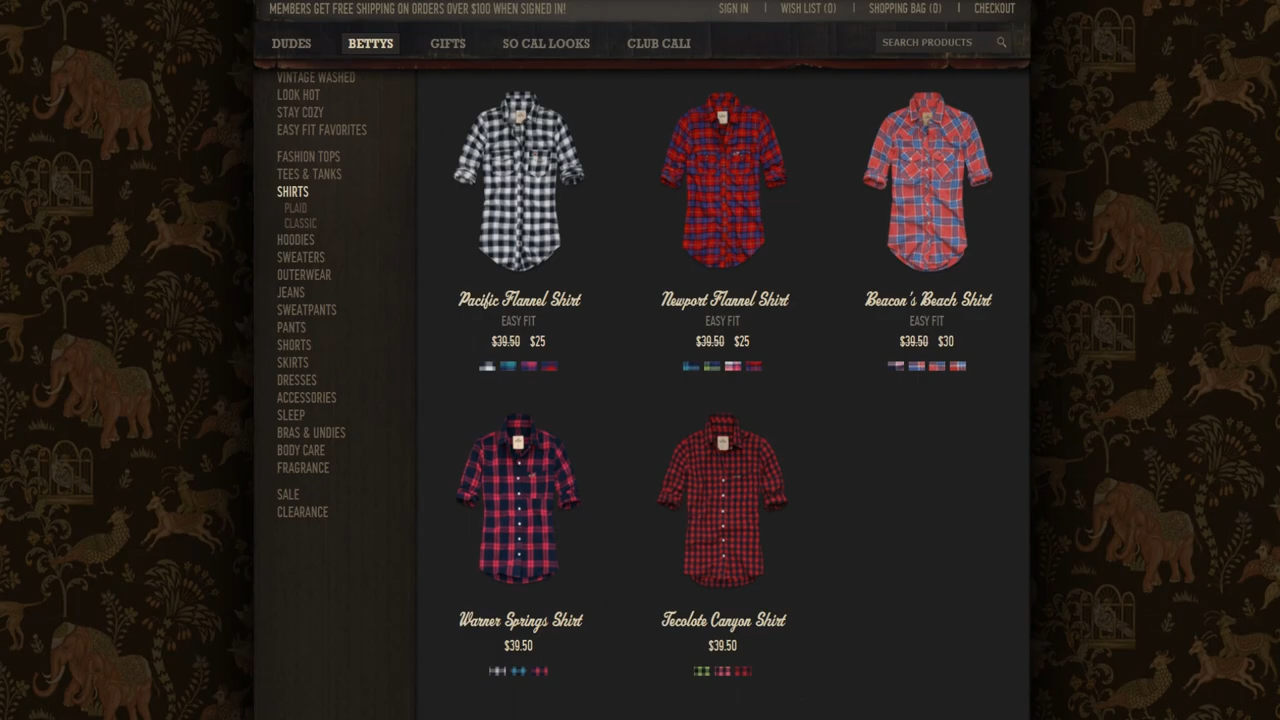 MEMBERS GET FREE SHIPPING ON ORDERS OVER $100 WHEN SIGNED IN!
SIGN IN | WISH LIST (0) | SHOPPING BAG (0) | CHECKOUT
DUDES BETTYS GIFTS SO CAL LOOKS CLUB CALI SEARCH PRODUCTS
VINTAGE WASHED
LOOK HOT
STAY COZY
EASY FIT FAVORITES
FASHION TOPS
TEES & TANKS
SHIRTS
PLAID
CLASSIC
HOODIES
SWEATERS
OUTERWEAR
JEANS
SWEATPANTS
PANTS
SHORTS
SKIRTS
DRESSES
ACCESSORIES
SLEEP
BRAS & UNDIES
BODY CARE
FRAGRANCE
SALE
CLEARANCE
Pacific Flannel Shirt
EASY FIT
$39.50 $25
Newport Flannel Shirt
EASY FIT
$39.50 $25
Beacon's Beach Shirt
EASY FIT
$39.50 $30
Warner Springs Shirt
$39.50
Tecolote Canyon Shirt
$39.50